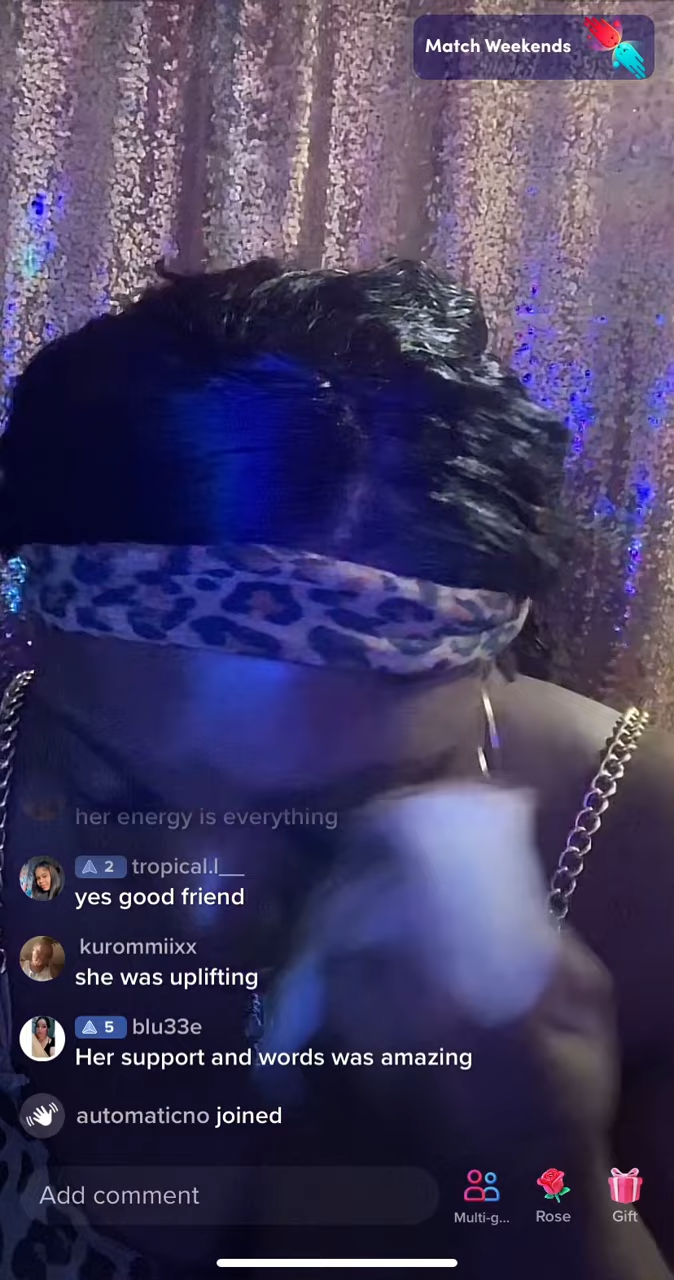 Match Weekends
her energy is everything
2 tropical.l__
yes good friend
kurommiixx
she was uplifting
5 blu33e
Her support and words was amazing
automaticno joined
Add comment
Multi-g...
Rose
Gift